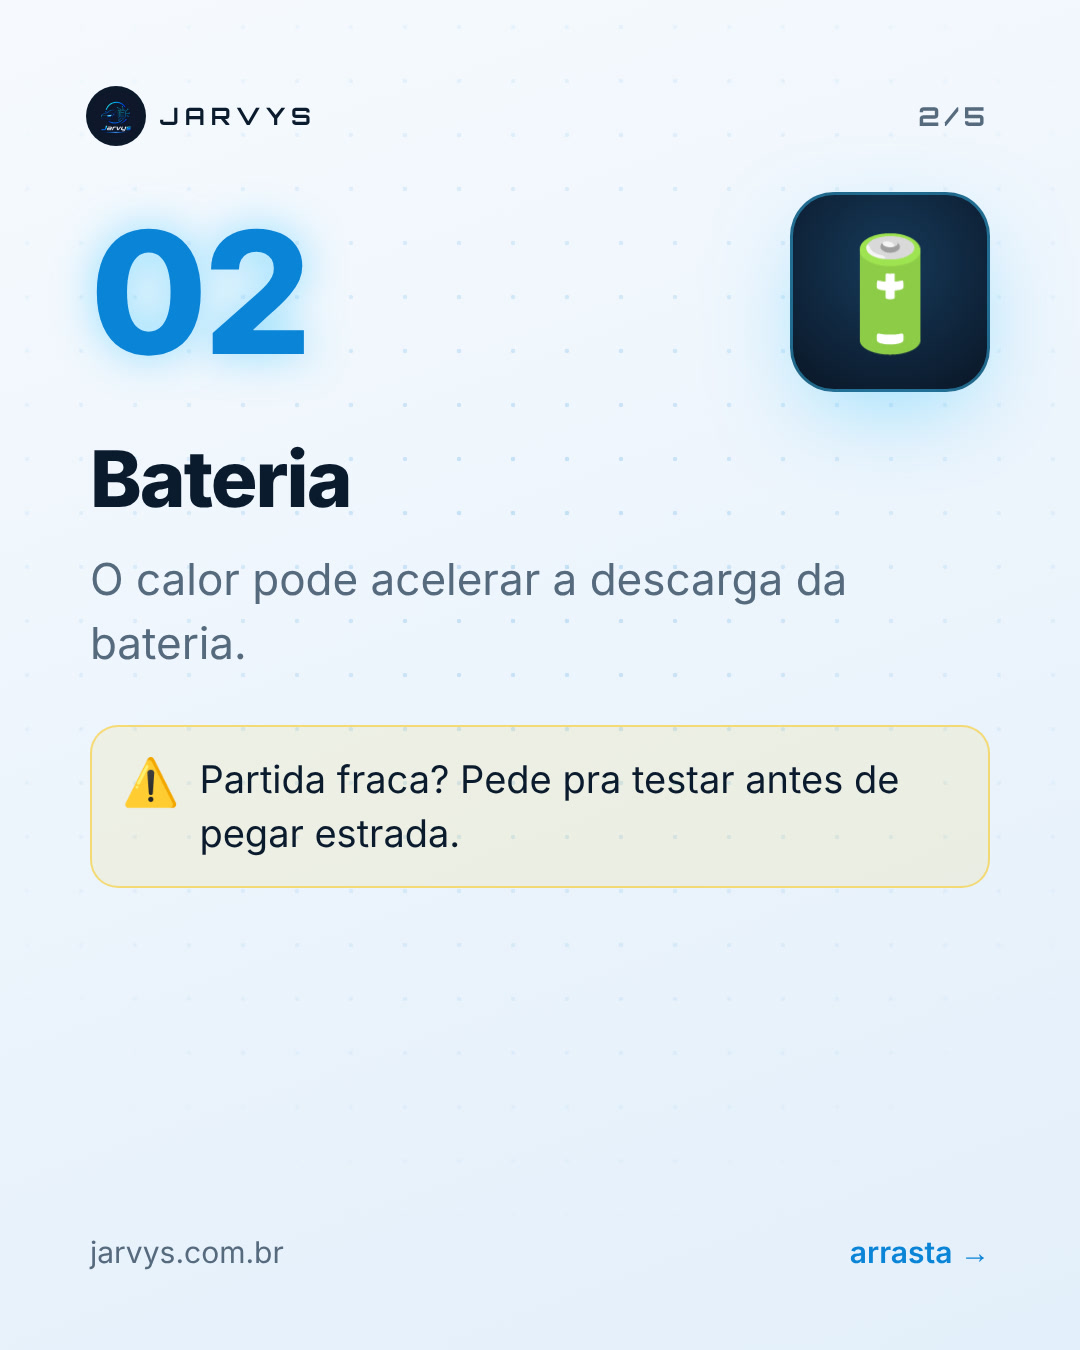 Jarvys
JARVYS
2/5
02
Bateria
O calor pode acelerar a descarga da
bateria.
Partida fraca? Pede pra testar antes de
pegar estrada.
jarvys.com.br
arrasta →